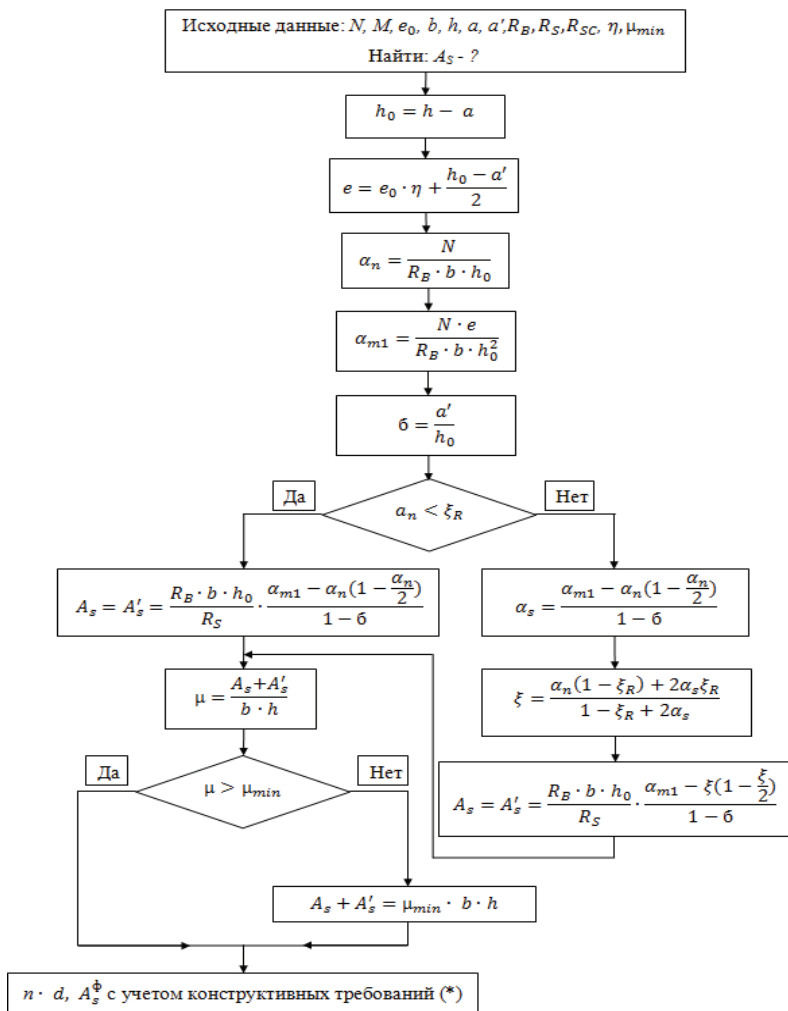 Исходные данные: N, M, e₀, b, h, a, a′,R_B,R_S,R_SC, η,μ_min
Найти: A_S - ?
h₀ = h − a
e = e₀ · η + (h₀ − a′)/2
α_n = N/(R_B · b · h₀)
α_m1 = (N · e)/(R_B · b · h₀²)
б = a′/h₀
Да
Нет
a_n < ξ_R
A_s = A′_s = (R_B · b · h₀)/R_S · (α_m1 − α_n(1 − α_n/2))/(1 − б)
α_s = (α_m1 − α_n(1 − α_n/2))/(1 − б)
μ = (A_s+A′_s)/(b · h)
ξ = (α_n(1 − ξ_R) + 2α_sξ_R)/(1 − ξ_R + 2α_s)
Да
Нет
μ > μ_min
A_s = A′_s = (R_B · b · h₀)/R_S · (α_m1 − ξ(1 − ξ/2))/(1 − б)
A_s + A′_s = μ_min · b · h
n · d, A_s^ф с учетом конструктивных требований (*)